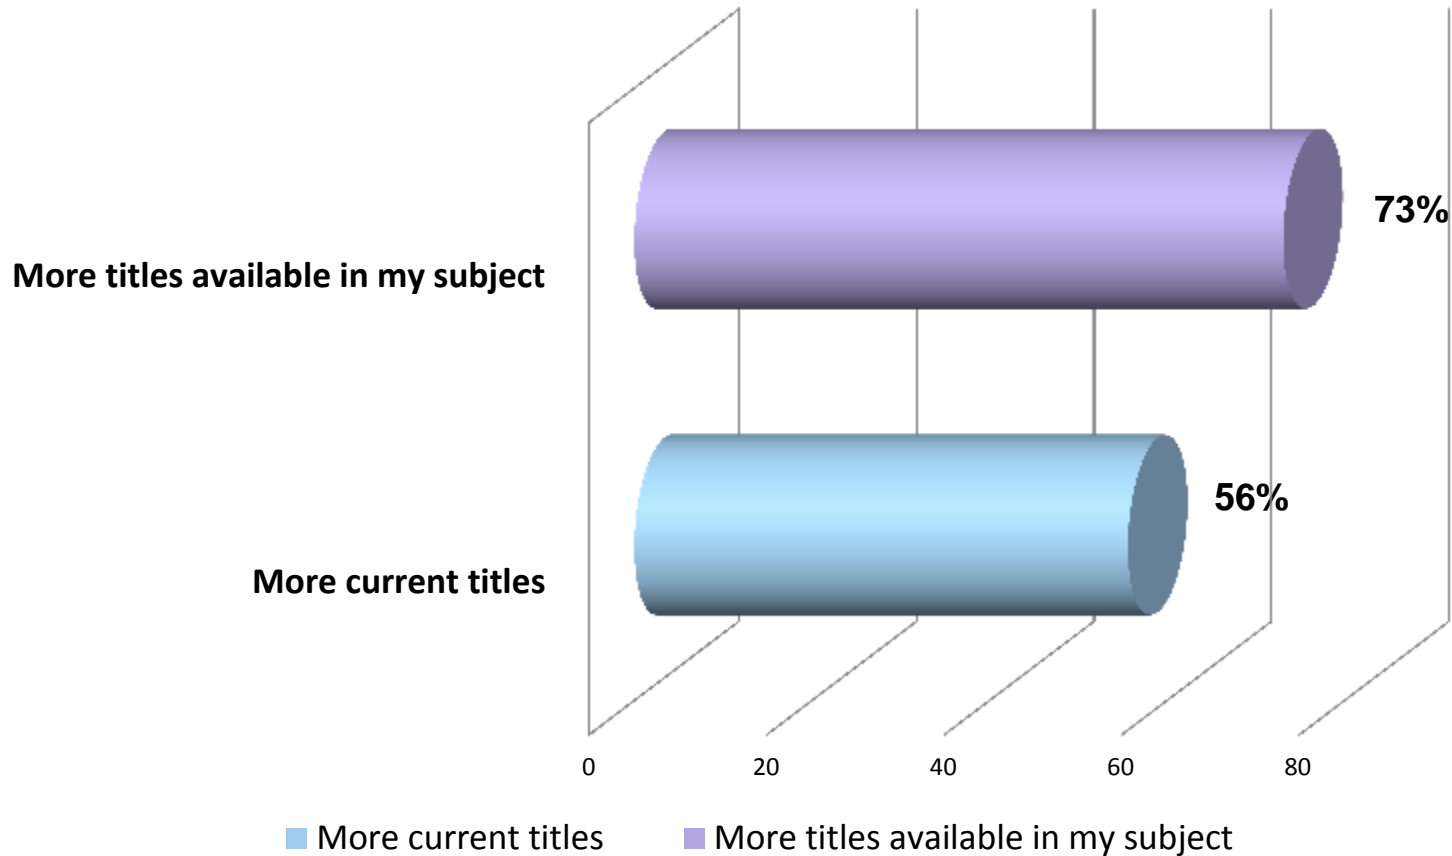 73%
More titles available in my subject
56%
More current titles
0 20 40 60 80
More current titles More titles available in my subject